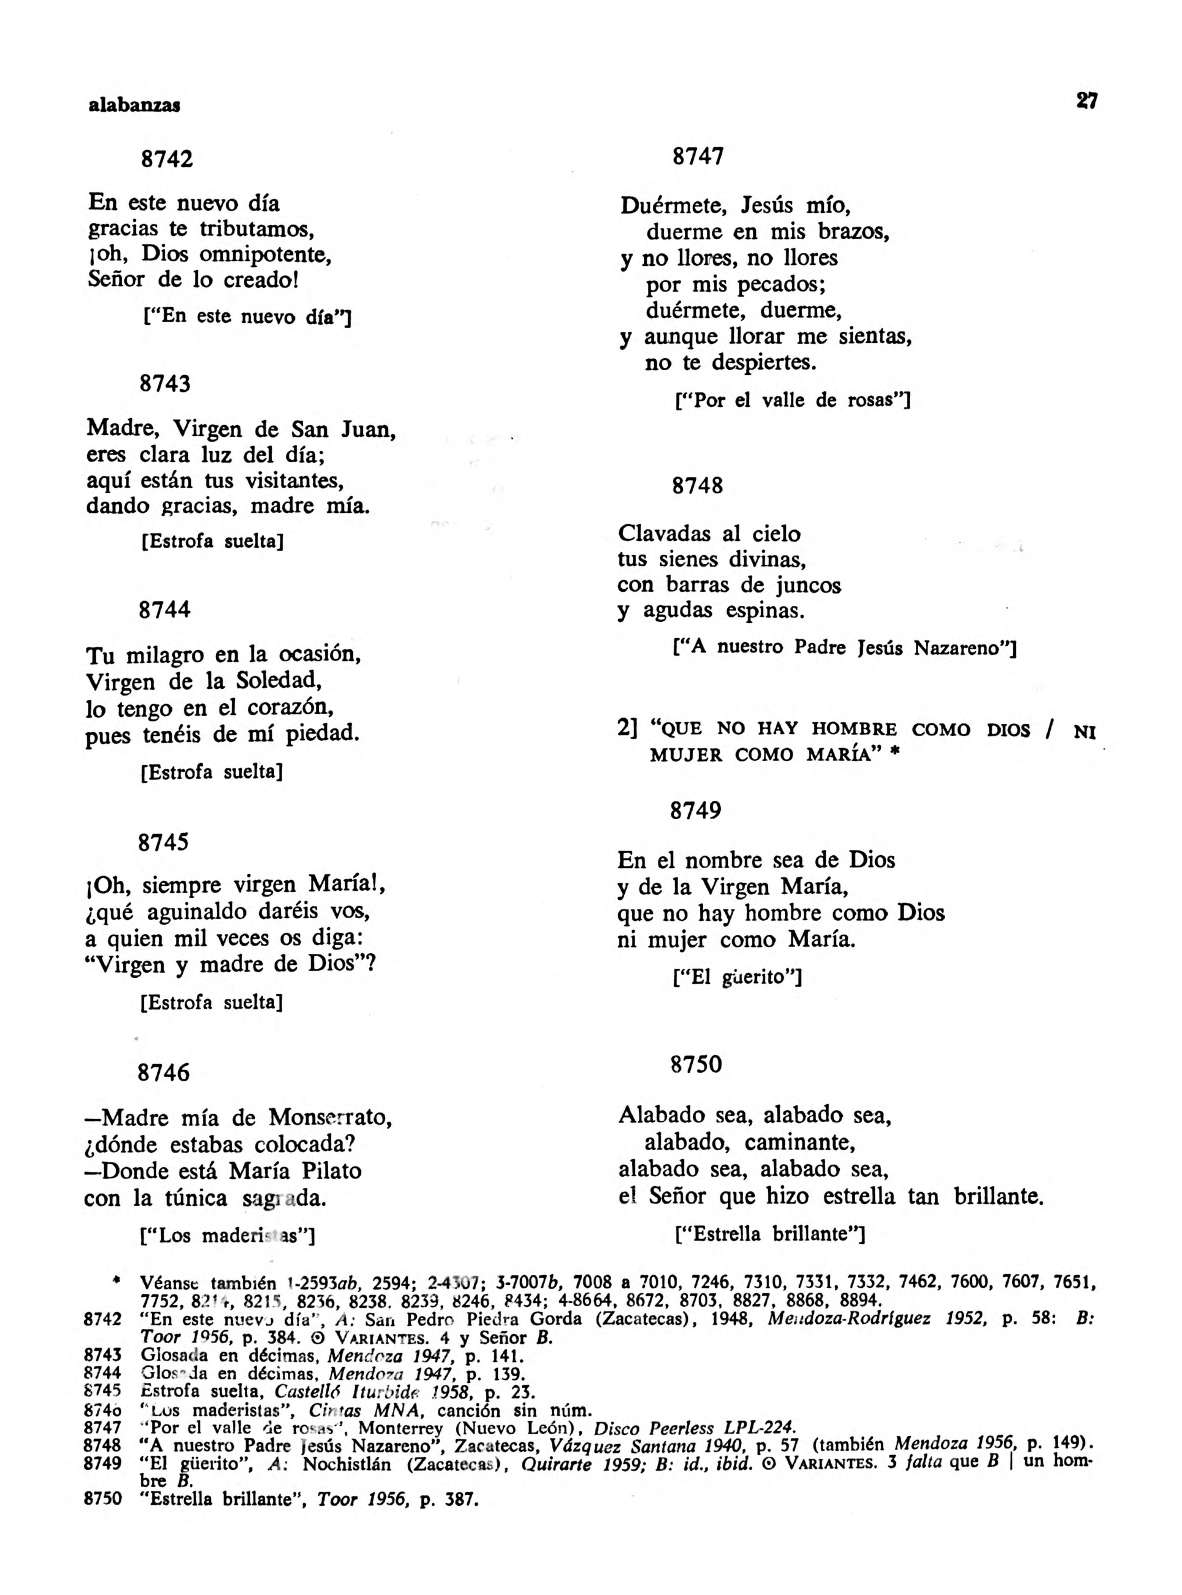 alabanzas
27
8742
En este nuevo día
gracias te tributamos,
¡oh, Dios omnipotente,
Señor de lo creado!
[“En este nuevo día”]
8743
Madre, Virgen de San Juan,
eres clara luz del día;
aquí están tus visitantes,
dando gracias, madre mía.
[Estrofa suelta]
8744
Tu milagro en la ocasión,
Virgen de la Soledad,
lo tengo en el corazón,
pues tenéis de mí piedad.
[Estrofa suelta]
8745
¡Oh, siempre virgen María!,
¿qué aguinaldo daréis vos,
a quien mil veces os diga:
“Virgen y madre de Dios”?
[Estrofa suelta]
8746
—Madre mía de Monserrato,
¿dónde estabas colocada?
—Donde está María Pilato
con la túnica sagrada.
[“Los maderistas”]
8747
Duérmete, Jesús mío,
duerme en mis brazos,
y no llores, no llores
por mis pecados;
duérmete, duerme,
y aunque llorar me sientas,
no te despiertes.
[“Por el valle de rosas”]
8748
Clavadas al cielo
tus sienes divinas,
con barras de juncos
y agudas espinas.
[“A nuestro Padre Jesús Nazareno”]
2] “QUE NO HAY HOMBRE COMO DIOS / NI
MUJER COMO MARÍA” *
8749
En el nombre sea de Dios
y de la Virgen María,
que no hay hombre como Dios
ni mujer como María.
[“El güerito”]
8750
Alabado sea, alabado sea,
alabado, caminante,
alabado sea, alabado sea,
el Señor que hizo estrella tan brillante.
[“Estrella brillante”]
* Véanse también 1-2593ab, 2594; 2-4307; 3-7007b, 7008 a 7010, 7246, 7310, 7331, 7332, 7462, 7600, 7607, 7651,
7752, 8214, 8215, 8236, 8238. 8239, 8246, 8434; 4-8664, 8672, 8703, 8827, 8868, 8894.
8742 “En este nuevo día”, A: San Pedro Piedra Gorda (Zacatecas), 1948, Mendoza-Rodríguez 1952, p. 58: B:
Toor 1956, p. 384. ⊙ VARIANTES. 4 y Señor B.
8743 Glosada en décimas, Mendoza 1947, p. 141.
8744 Glosada en décimas, Mendoza 1947, p. 139.
8745 Estrofa suelta, Castelló Iturbide 1958, p. 23.
8746 “Los maderistas”, Cintas MNA, canción sin núm.
8747 “Por el valle de rosas”, Monterrey (Nuevo León), Disco Peerless LPL-224.
8748 “A nuestro Padre Jesús Nazareno”, Zacatecas, Vázquez Santana 1940, p. 57 (también Mendoza 1956, p. 149).
8749 “El güerito”, A: Nochistlán (Zacatecas), Quirarte 1959; B: id., ibid. ⊙ VARIANTES. 3 falta que B | un hom-
bre B.
8750 “Estrella brillante”, Toor 1956, p. 387.